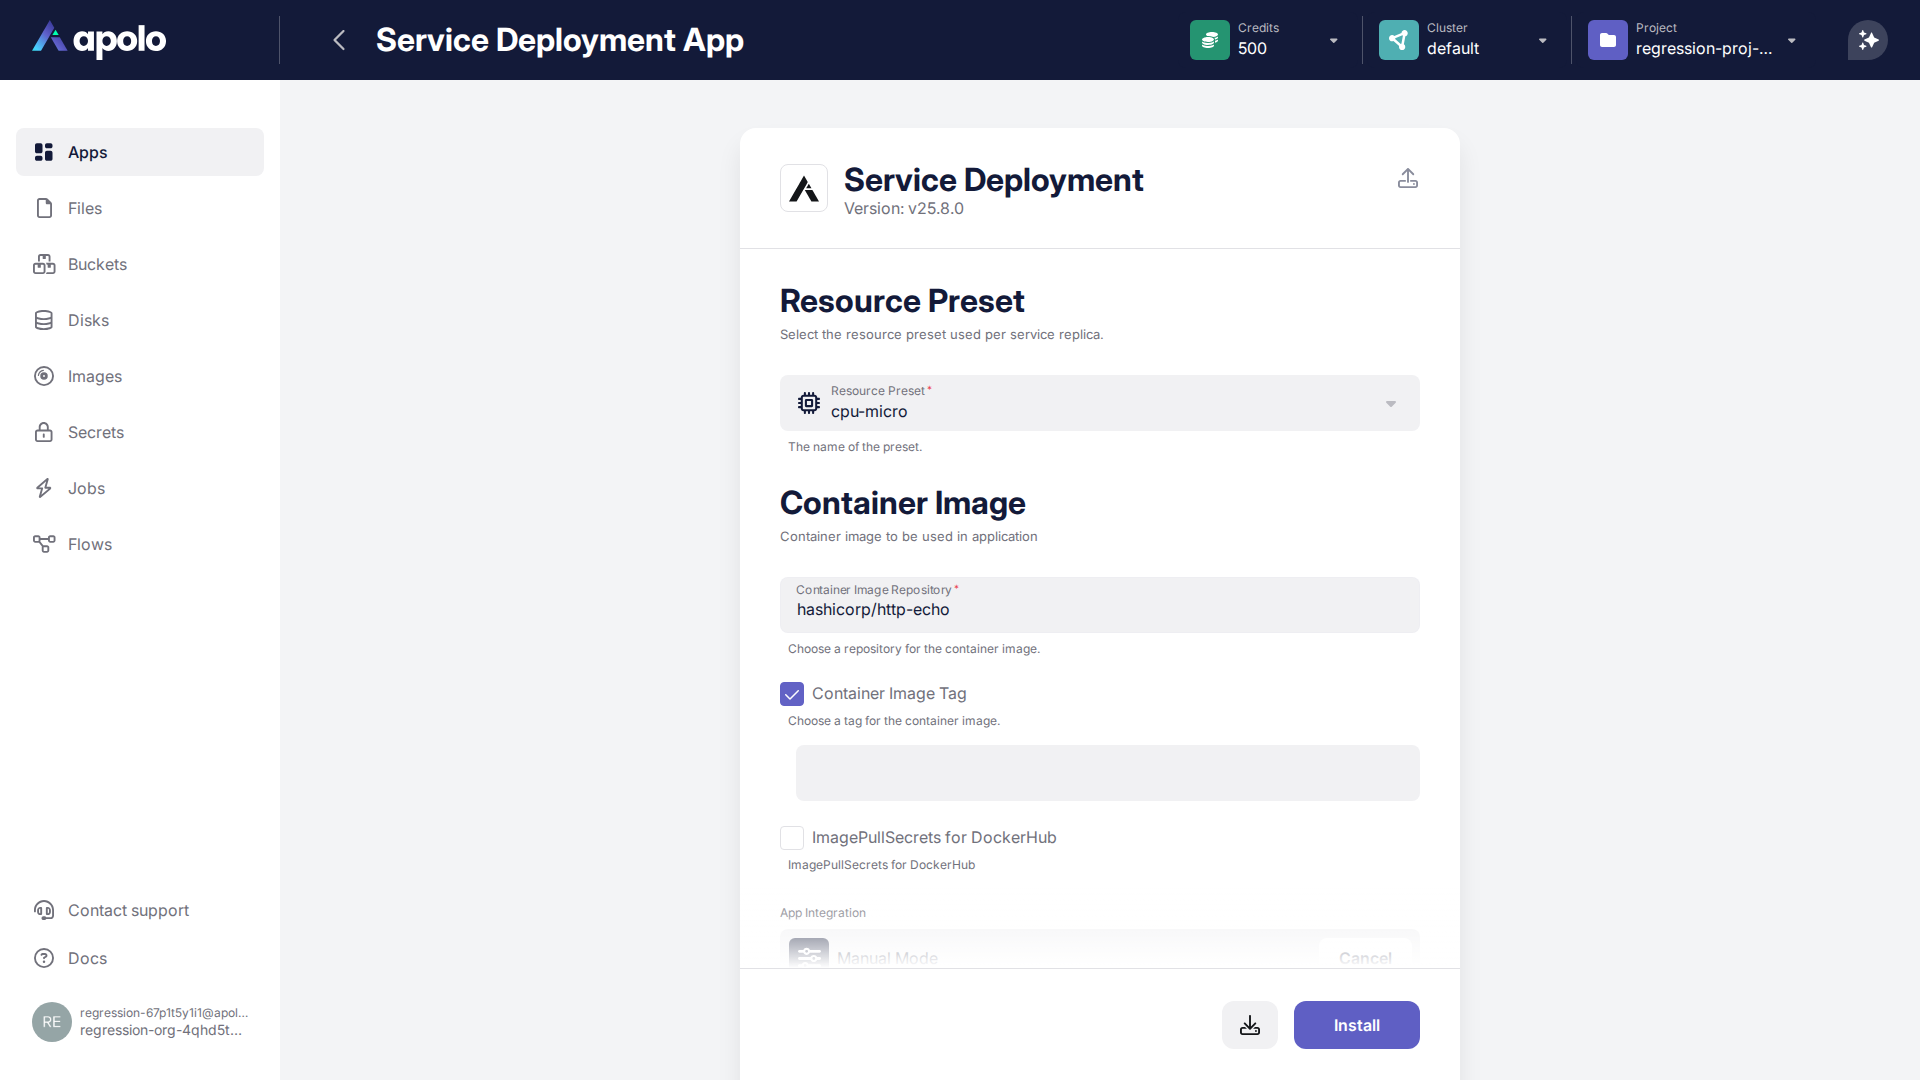 apolo
Service Deployment App
Credits
500
Cluster
default
Project
regression-proj-...
Apps
Files
Buckets
Disks
Images
Secrets
Jobs
Flows
Contact support
Docs
RE
regression-67p1t5y1i1@apol...
regression-org-4qhd5t...
Service Deployment
Version: v25.8.0
Resource Preset
Select the resource preset used per service replica.
Resource Preset *
cpu-micro
The name of the preset.
Container Image
Container image to be used in application
Container Image Repository *
hashicorp/http-echo
Choose a repository for the container image.
Container Image Tag
Choose a tag for the container image.
ImagePullSecrets for DockerHub
ImagePullSecrets for DockerHub
App Integration
Manual Mode
Cancel
Install